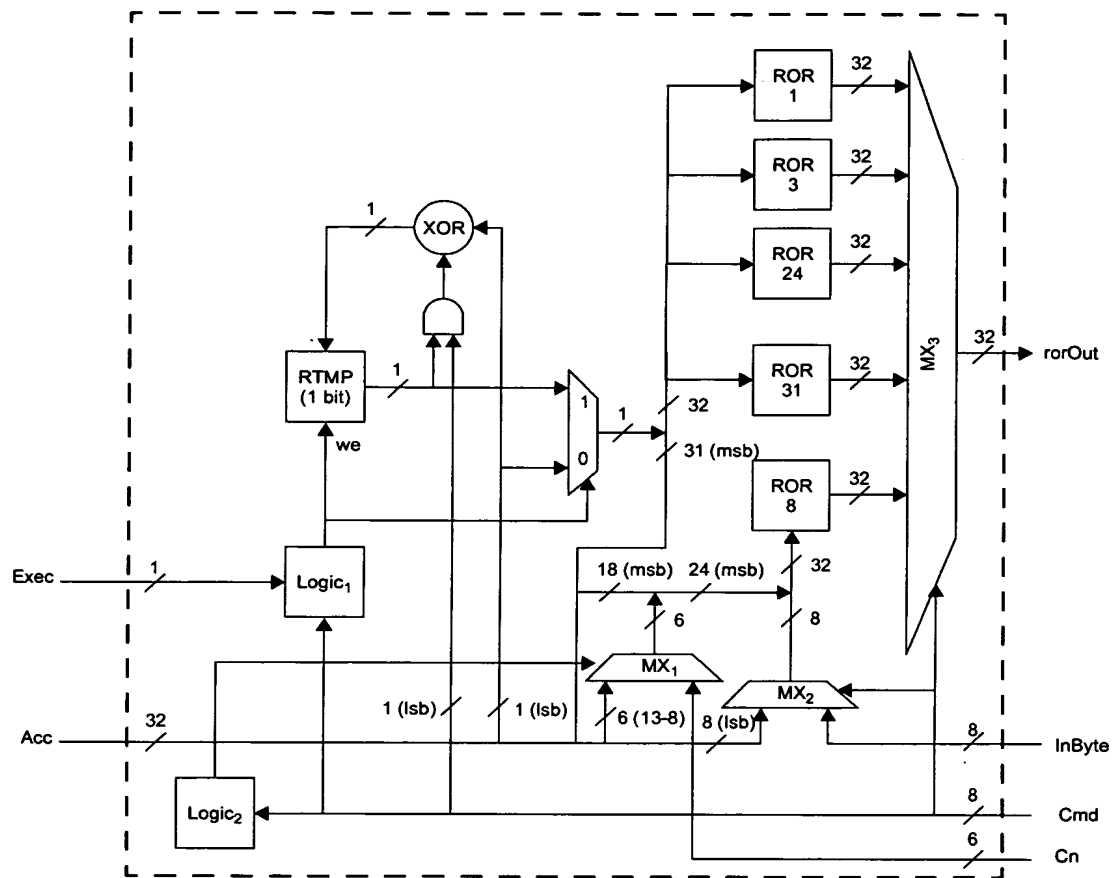 32
ROR
1
32
ROR
3
1
XOR
32
ROR
24
32
ROR
31
MX3
32
rorOut
RTMP
(1 bit)
1
1
0
1
32
31 (msb)
we
32
ROR
8
Exec
1
Logic1
18 (msb)
24 (msb)
32
6
8
MX1
MX2
1 (lsb)
1 (lsb)
6 (13–8)
8 (lsb)
Acc
32
8
InByte
Logic2
8
Cmd
6
Cn